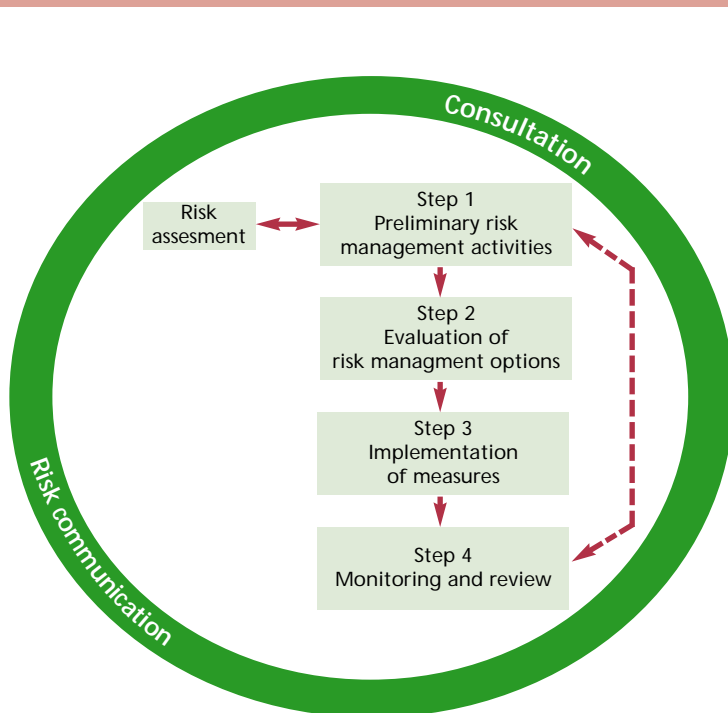 Consultation
Risk
assesment
Step 1
Preliminary risk
management activities
Step 2
Evaluation of
risk managment options
Step 3
Implementation
of measures
Step 4
Monitoring and review
Risk communication